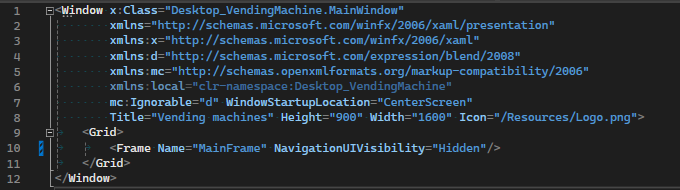 1 <Window x:Class="Desktop_VendingMachine.MainWindow"
2 xmlns="http://schemas.microsoft.com/winfx/2006/xaml/presentation"
3 xmlns:x="http://schemas.microsoft.com/winfx/2006/xaml"
4 xmlns:d="http://schemas.microsoft.com/expression/blend/2008"
5 xmlns:mc="http://schemas.openxmlformats.org/markup-compatibility/2006"
6 xmlns:local="clr-namespace:Desktop_VendingMachine"
7 mc:Ignorable="d" WindowStartupLocation="CenterScreen"
8 Title="Vending machines" Height="900" Width="1600" Icon="/Resources/Logo.png">
9 <Grid>
10 <Frame Name="MainFrame" NavigationUIVisibility="Hidden"/>
11 </Grid>
12 </Window>